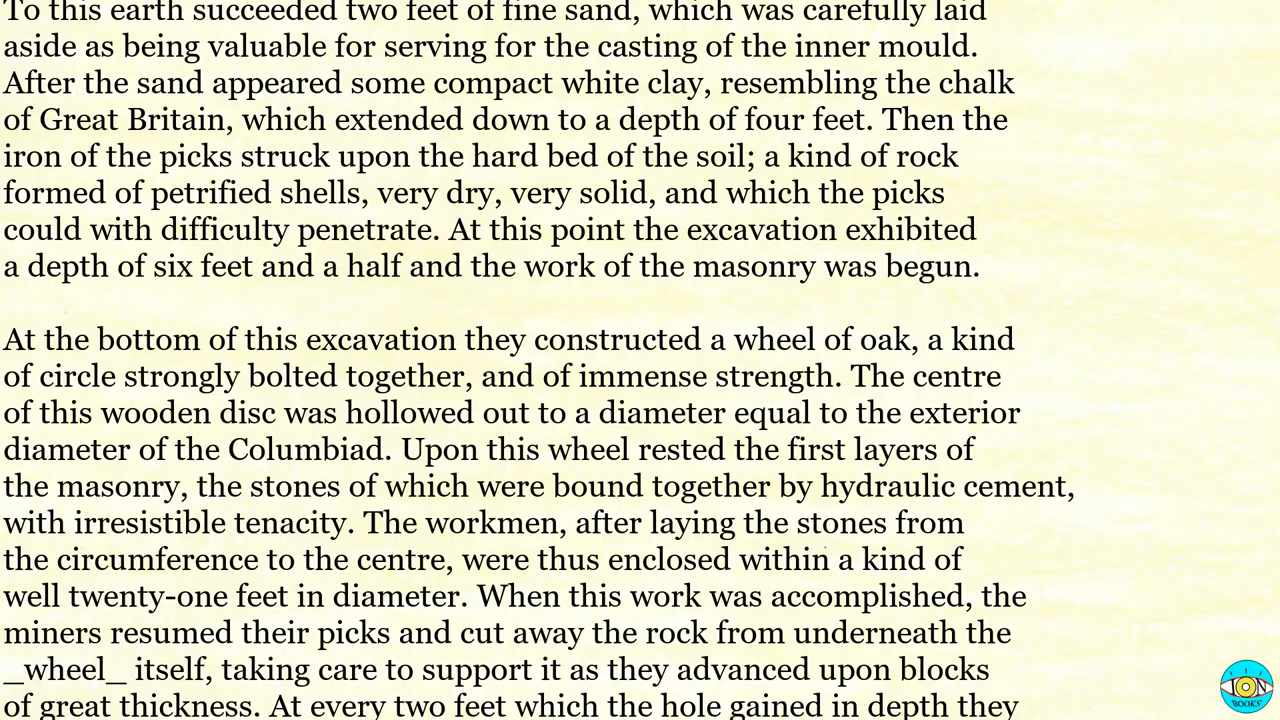 To this earth succeeded two feet of fine sand, which was carefully laid
aside as being valuable for serving for the casting of the inner mould.
After the sand appeared some compact white clay, resembling the chalk
of Great Britain, which extended down to a depth of four feet. Then the
iron of the picks struck upon the hard bed of the soil; a kind of rock
formed of petrified shells, very dry, very solid, and which the picks
could with difficulty penetrate. At this point the excavation exhibited
a depth of six feet and a half and the work of the masonry was begun.
At the bottom of this excavation they constructed a wheel of oak, a kind
of circle strongly bolted together, and of immense strength. The centre
of this wooden disc was hollowed out to a diameter equal to the exterior
diameter of the Columbiad. Upon this wheel rested the first layers of
the masonry, the stones of which were bound together by hydraulic cement,
with irresistible tenacity. The workmen, after laying the stones from
the circumference to the centre, were thus enclosed within a kind of
well twenty-one feet in diameter. When this work was accomplished, the
miners resumed their picks and cut away the rock from underneath the
_wheel_ itself, taking care to support it as they advanced upon blocks
of great thickness. At every two feet which the hole gained in depth they
ION
BOOKS